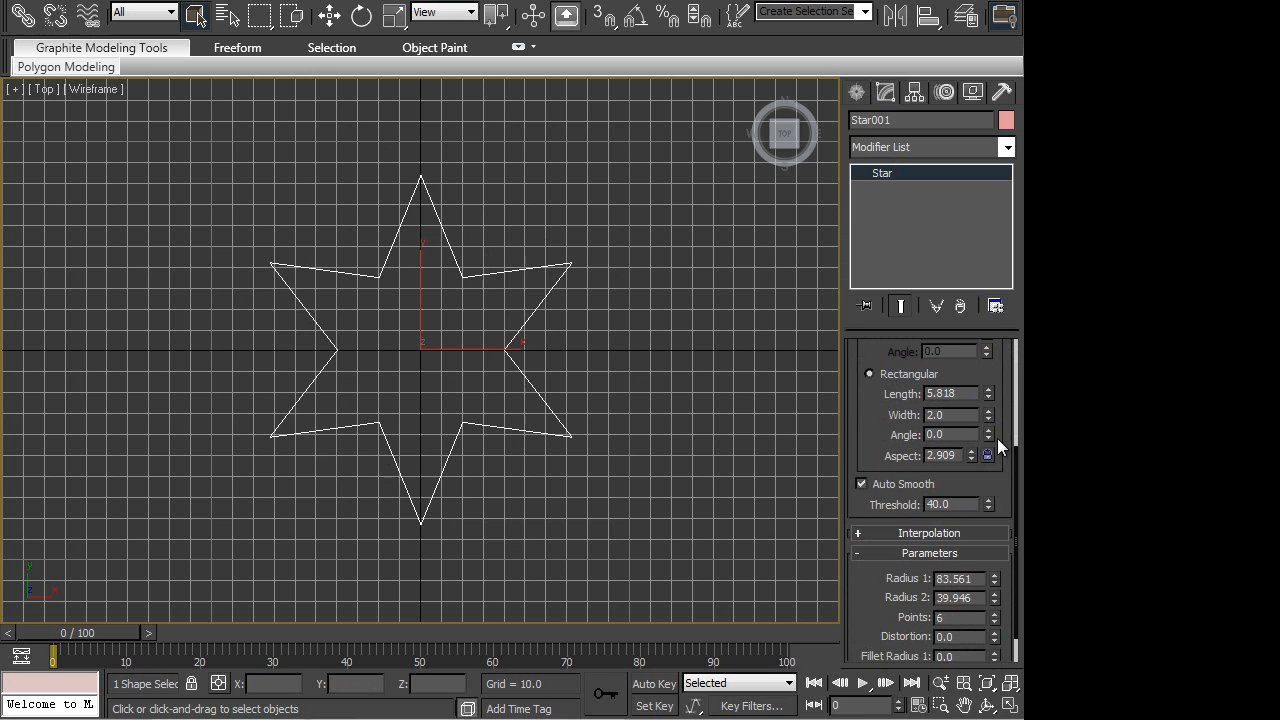 All
View
Create Selection Se
Graphite Modeling Tools
Freeform
Selection
Object Paint
Polygon Modeling
[ + ] [ Top ] [ Wireframe ]
TOP
Star001
Modifier List
Star
y
z
x
Angle: 0.0
Rectangular
Length: 5.818
Width: 2.0
Angle: 0.0
Aspect: 2.909
Auto Smooth
Threshold: 40.0
+ Interpolation
- Parameters
Radius 1: 83.561
Radius 2: 39.946
Points: 6
Distortion: 0.0
Fillet Radius 1: 0.0
y
z
x
< 0 / 100 >
0 10 20 30 40 50 60 70 80 90 100
1 Shape Selec
X:
Y:
Z:
Grid = 10.0
Auto Key
Selected
Welcome to M.
Click or click-and-drag to select objects
Add Time Tag
Set Key
Key Filters...
0